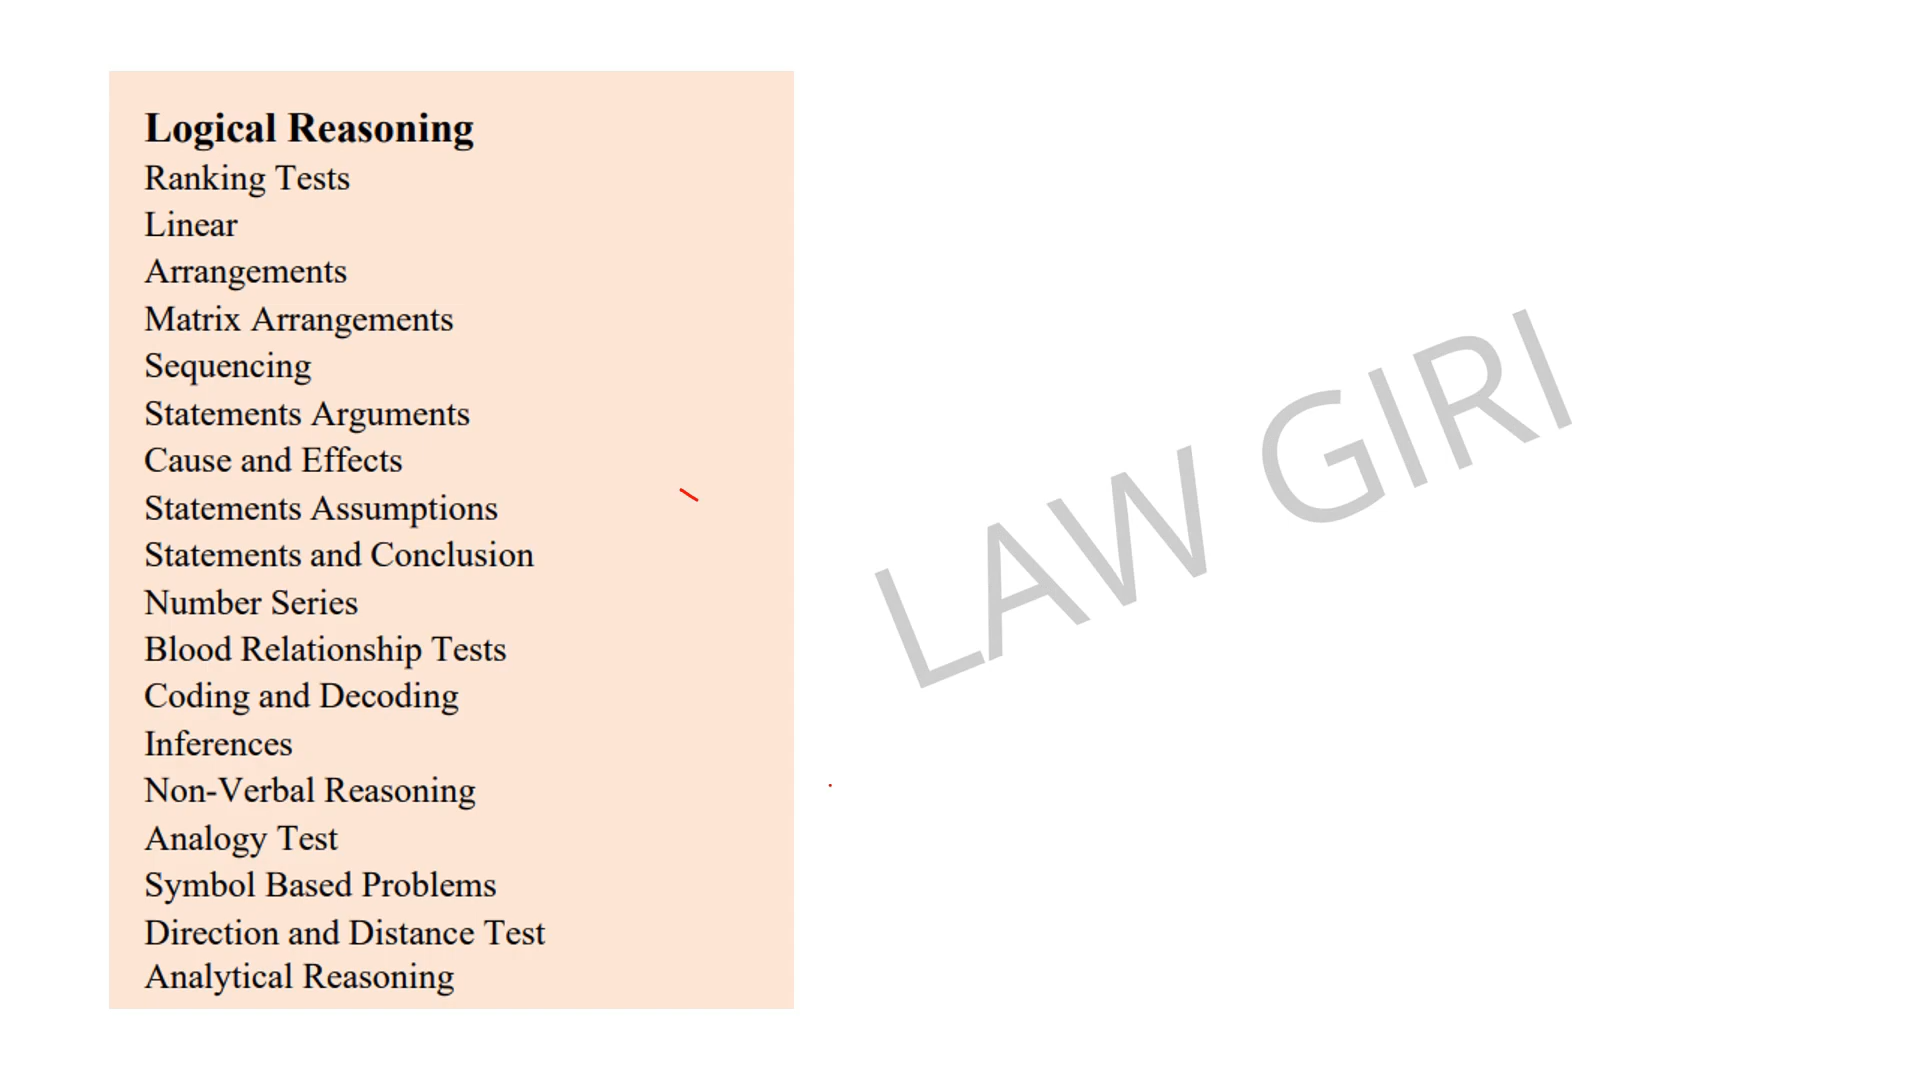 Logical Reasoning
Ranking Tests
Linear
Arrangements
Matrix Arrangements
Sequencing
Statements Arguments
Cause and Effects
Statements Assumptions
Statements and Conclusion
Number Series
Blood Relationship Tests
Coding and Decoding
Inferences
Non-Verbal Reasoning
Analogy Test
Symbol Based Problems
Direction and Distance Test
Analytical Reasoning
LAW GIRI